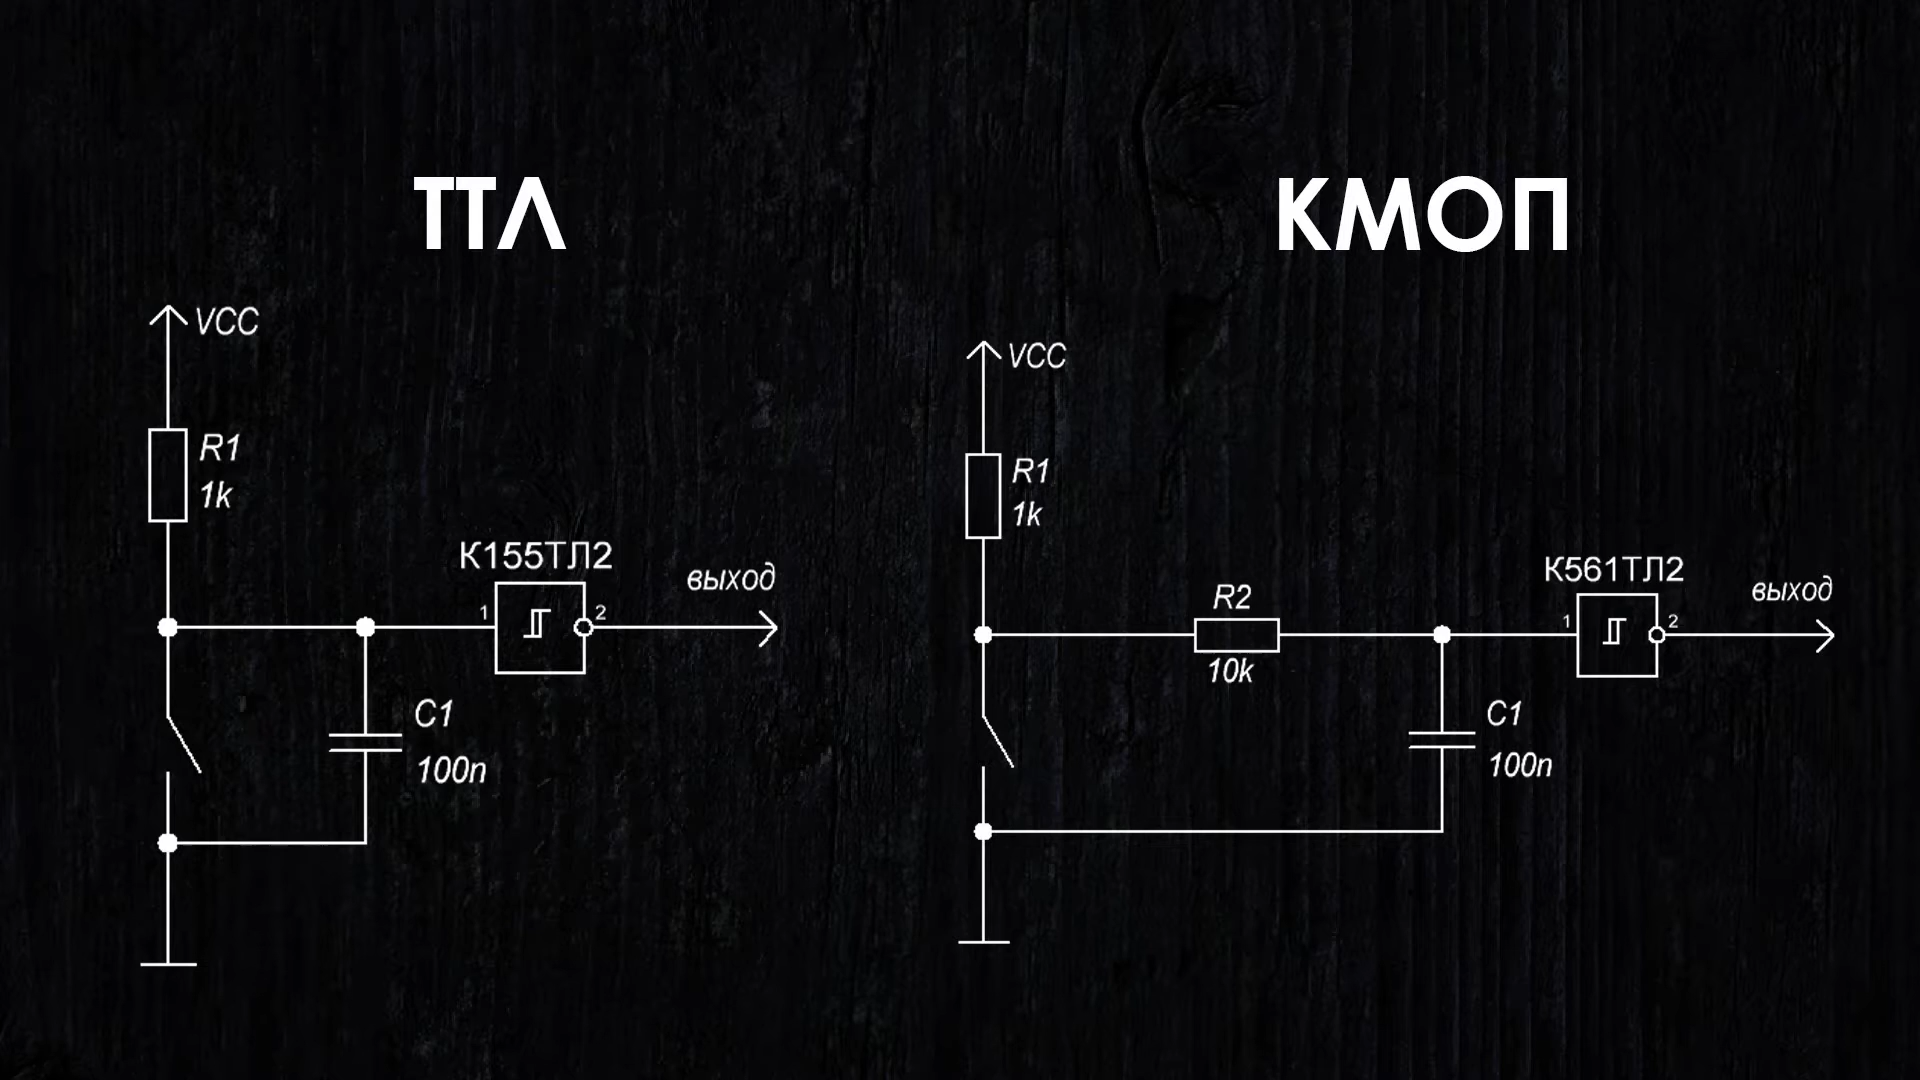 ТТЛ
VCC
R1
1k
К155ТЛ2
1
2
выход
C1
100n
КМОП
VCC
R1
1k
R2
10k
К561ТЛ2
1
2
выход
C1
100n